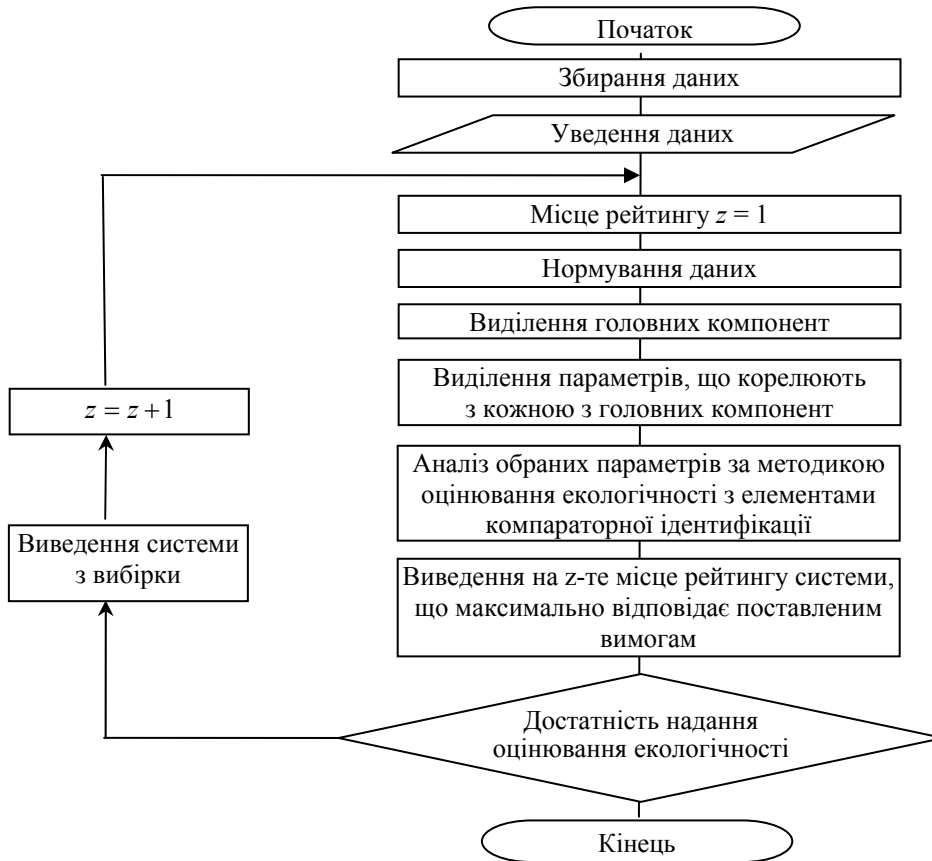 Початок
Збирання даних
Уведення даних
Місце рейтингу z = 1
Нормування даних
Виділення головних компонент
Виділення параметрів, що корелюють
з кожною з головних компонент
z = z + 1
Аналіз обраних параметрів за методикою
оцінювання екологічності з елементами
компараторної ідентифікації
Виведення системи
з вибірки
Виведення на z-те місце рейтингу системи,
що максимально відповідає поставленим
вимогам
Достатність надання
оцінювання екологічності
Кінець